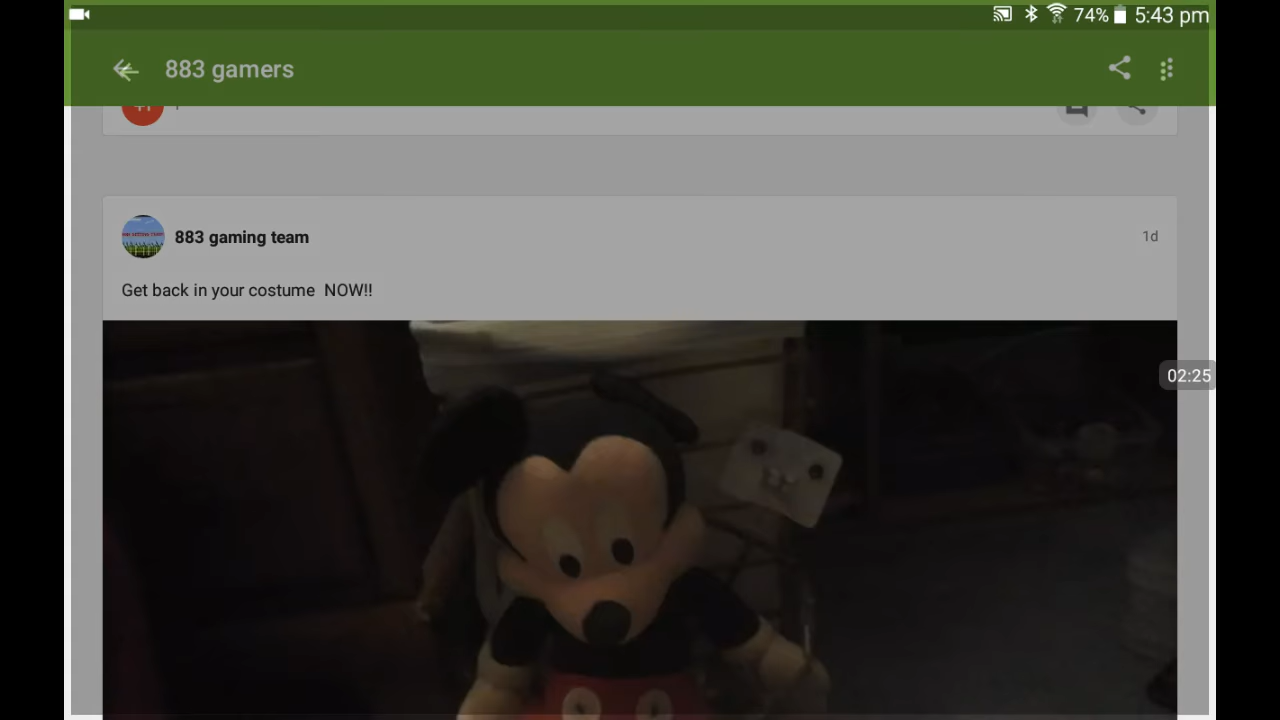 74% 5:43 pm
883 gamers
883 gaming team
1d
Get back in your costume NOW!!
02:25